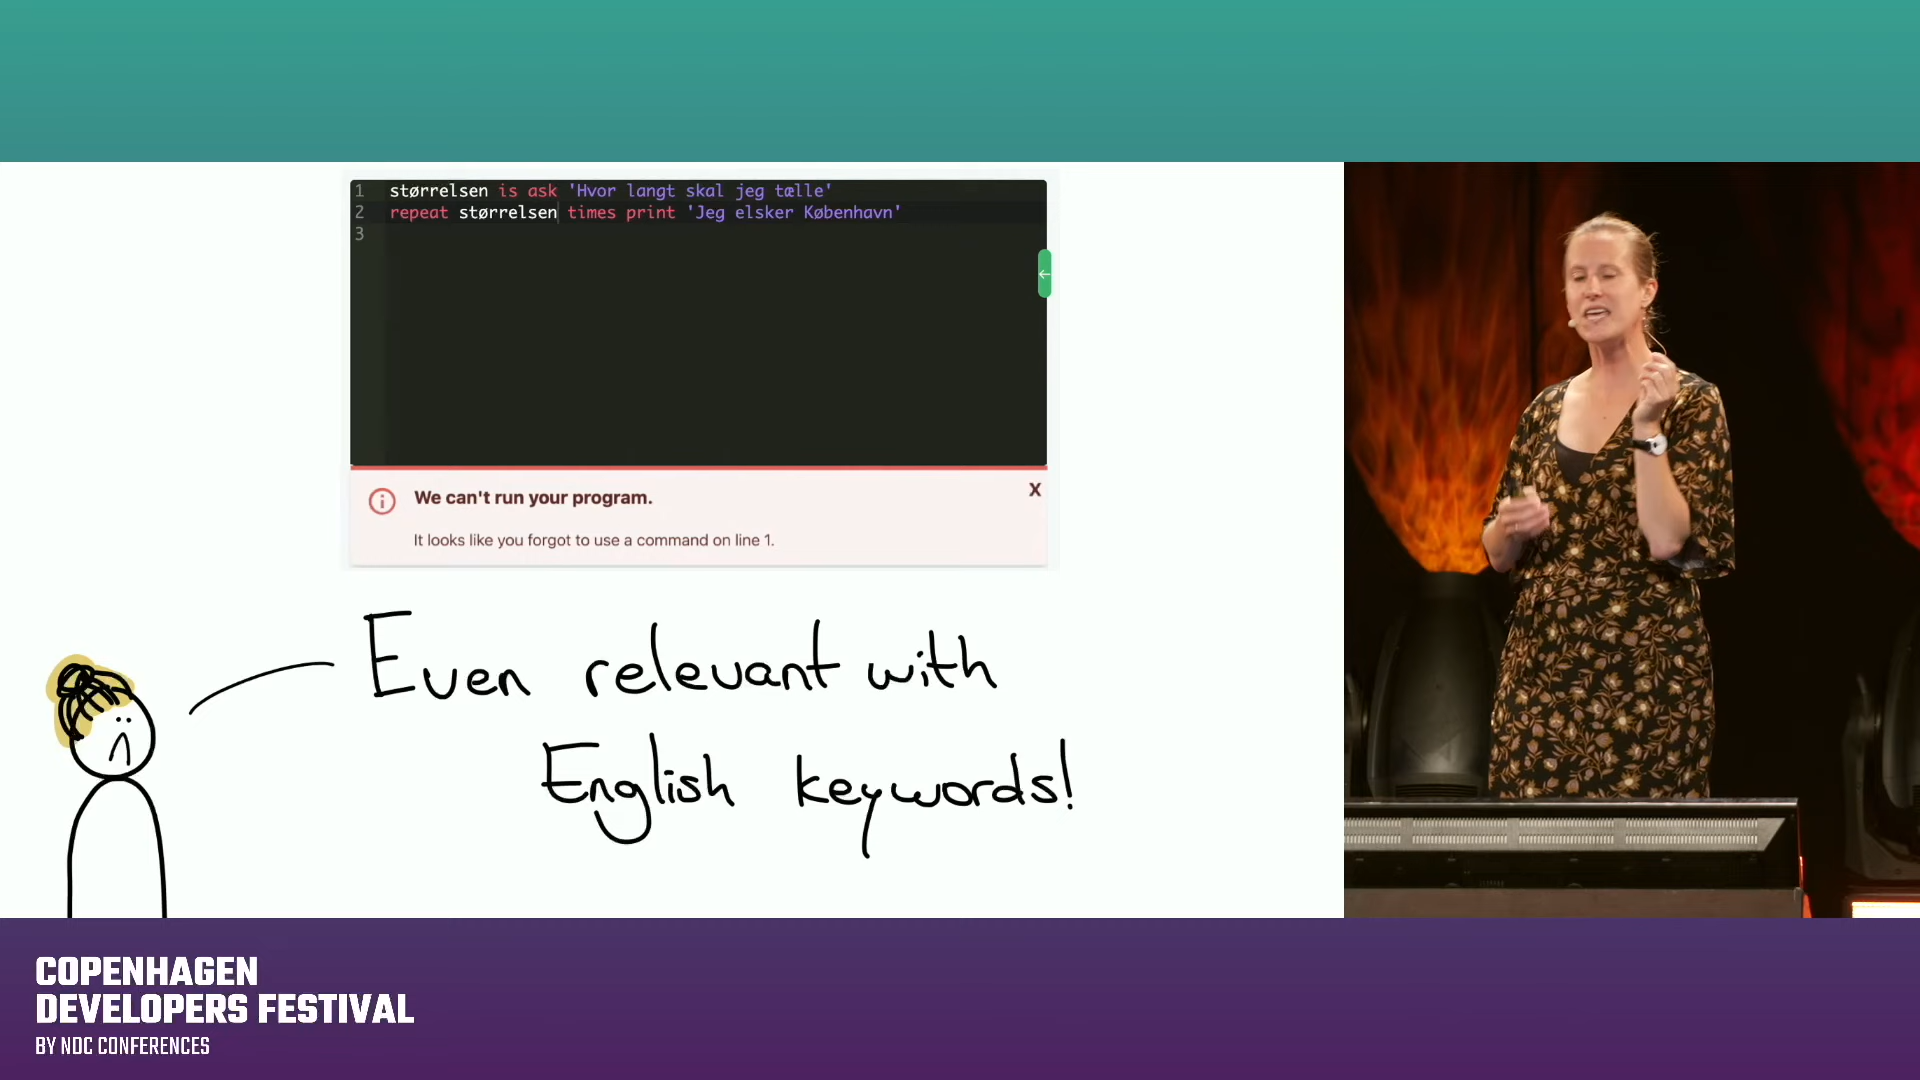 1 størrelsen is ask 'Hvor langt skal jeg tælle'
2 repeat størrelsen times print 'Jeg elsker København'
3
We can't run your program.
X
It looks like you forgot to use a command on line 1.
Even relevant with
English keywords!
COPENHAGEN
DEVELOPERS FESTIVAL
BY NDC CONFERENCES